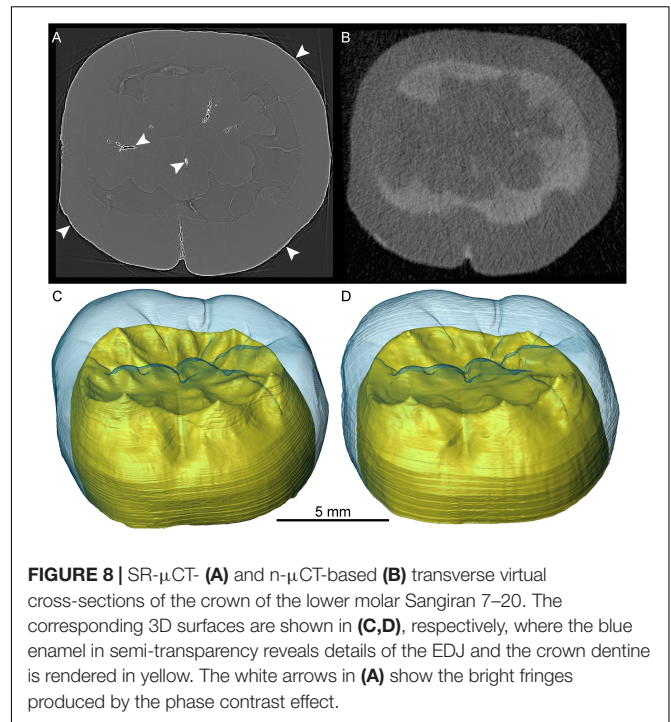 A
B
C
D
5 mm
FIGURE 8 | SR-μCT- (A) and n-μCT-based (B) transverse virtual
cross-sections of the crown of the lower molar Sangiran 7–20. The
corresponding 3D surfaces are shown in (C,D), respectively, where the blue
enamel in semi-transparency reveals details of the EDJ and the crown dentine
is rendered in yellow. The white arrows in (A) show the bright fringes
produced by the phase contrast effect.